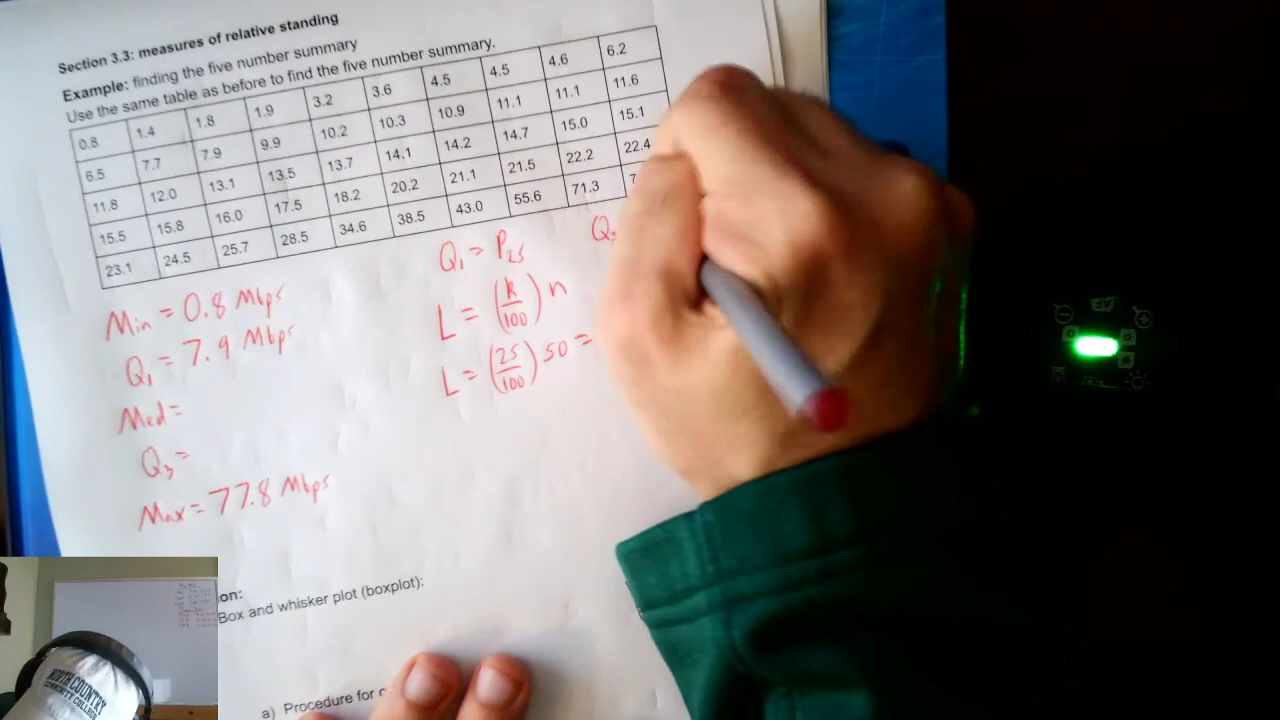 Section 3.3: measures of relative standing
Example: finding the five number summary
Use the same table as before to find the five number summary.
0.8 1.4 1.8 1.9 3.2 3.6 4.5 4.5 4.6 6.2
6.5 7.7 7.9 9.9 10.2 10.3 10.9 11.1 11.1 11.6
11.8 12.0 13.1 13.5 13.7 14.1 14.2 14.7 15.0 15.1
15.5 15.8 16.0 17.5 18.2 20.2 21.1 21.5 22.2 22.4
23.1 24.5 25.7 28.5 34.6 38.5 43.0 55.6 71.3 7
Min = 0.8 Mbps
Q1 = 7.9 Mbps
Med =
Q3 =
Max = 77.8 Mbps
Q1 = P25
L = (k/100) n
L = (25/100) 50 =
Q
on:
Box and whisker plot (boxplot):
a) Procedure for
NORTH COUNTRY
COMMUNITY COLLEGE